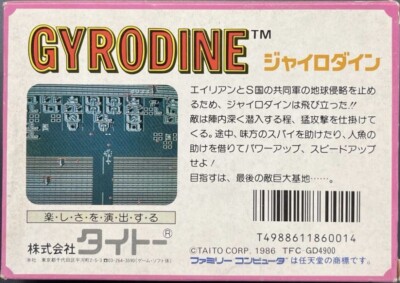 GYRODINE™
ジャイロダイン
エイリアンとS国の共同軍の地球侵略を止め
るため、ジャイロダインは飛び立った!!
敵は陣内深く潜入する程、猛攻撃を仕掛けて
くる。途中、味方のスパイを助けたり、人魚
の助けを借りてパワーアップ、スピードアップ
せよ!
目指すは、最後の敵巨大基地……。
楽・し・さ・を・演・出・す・る
株式会社タイトー®
T4988611860014
©TAITO CORP. 1986 TFC-GD4900
ファミリーコンピュータ®は任天堂の商標です。